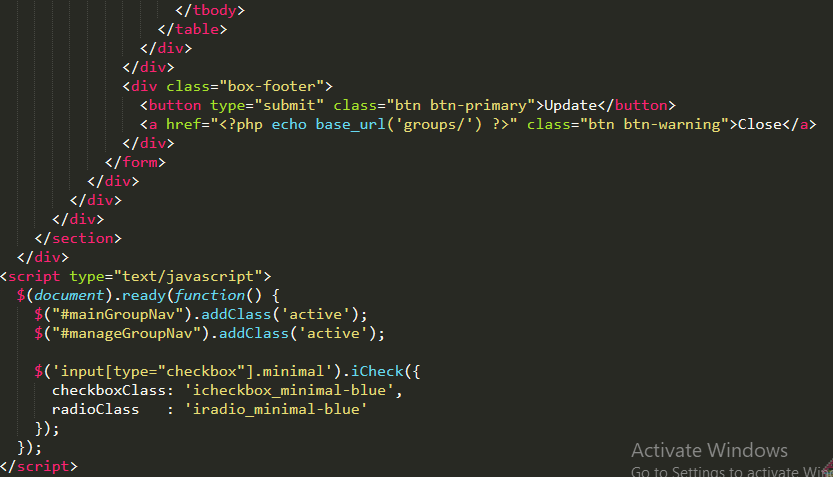 </tbody>
</table>
</div>
</div>
<div class="box-footer">
<button type="submit" class="btn btn-primary">Update</button>
<a href="<?php echo base_url('groups/') ?>" class="btn btn-warning">Close</a>
</div>
</form>
</div>
</div>
</div>
</section>
</div>
<script type="text/javascript">
$(document).ready(function() {
$("#mainGroupNav").addClass('active');
$("#manageGroupNav").addClass('active');
$('input[type="checkbox"].minimal').iCheck({
checkboxClass: 'icheckbox_minimal-blue',
radioClass   : 'iradio_minimal-blue'
});
});
</script>
Activate Windows
Go to Settings to activate Win